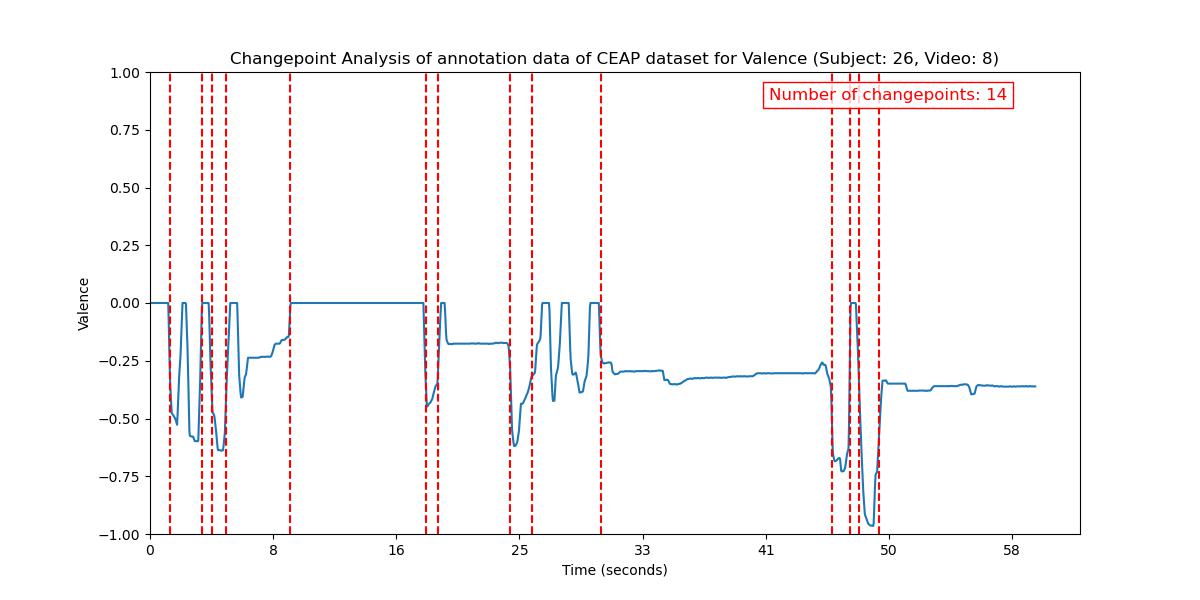 Changepoint Analysis of annotation data of CEAP dataset for Valence (Subject: 26, Video: 8)
Number of changepoints: 14
1.00
0.75
0.50
0.25
0.00
−0.25
−0.50
−0.75
−1.00
Valence
0 8 16 25 33 41 50 58
Time (seconds)